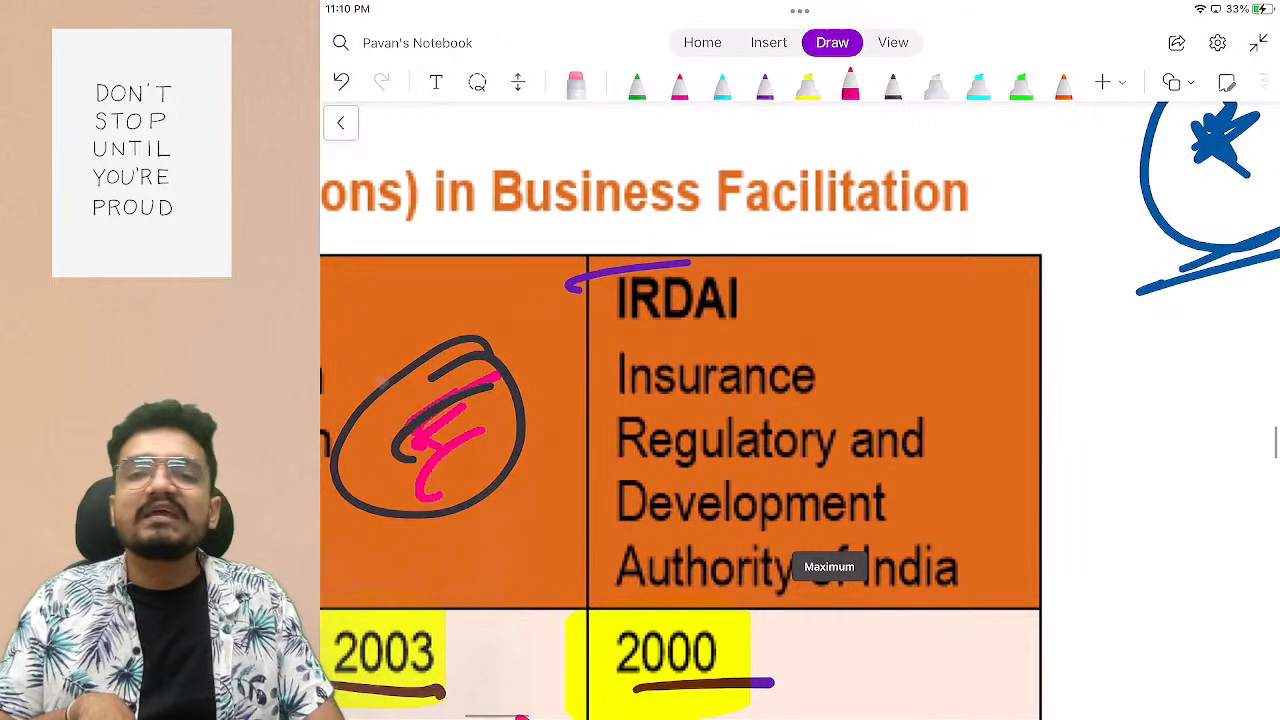 11:10 PM
33%
DON'T
STOP
UNTIL
YOU'RE
PROUD
Pavan's Notebook
Home
Insert
Draw
View
T
ons) in Business Facilitation
IRDAI
Insurance
Regulatory and
Development
Authority of India
Maximum
2003
2000